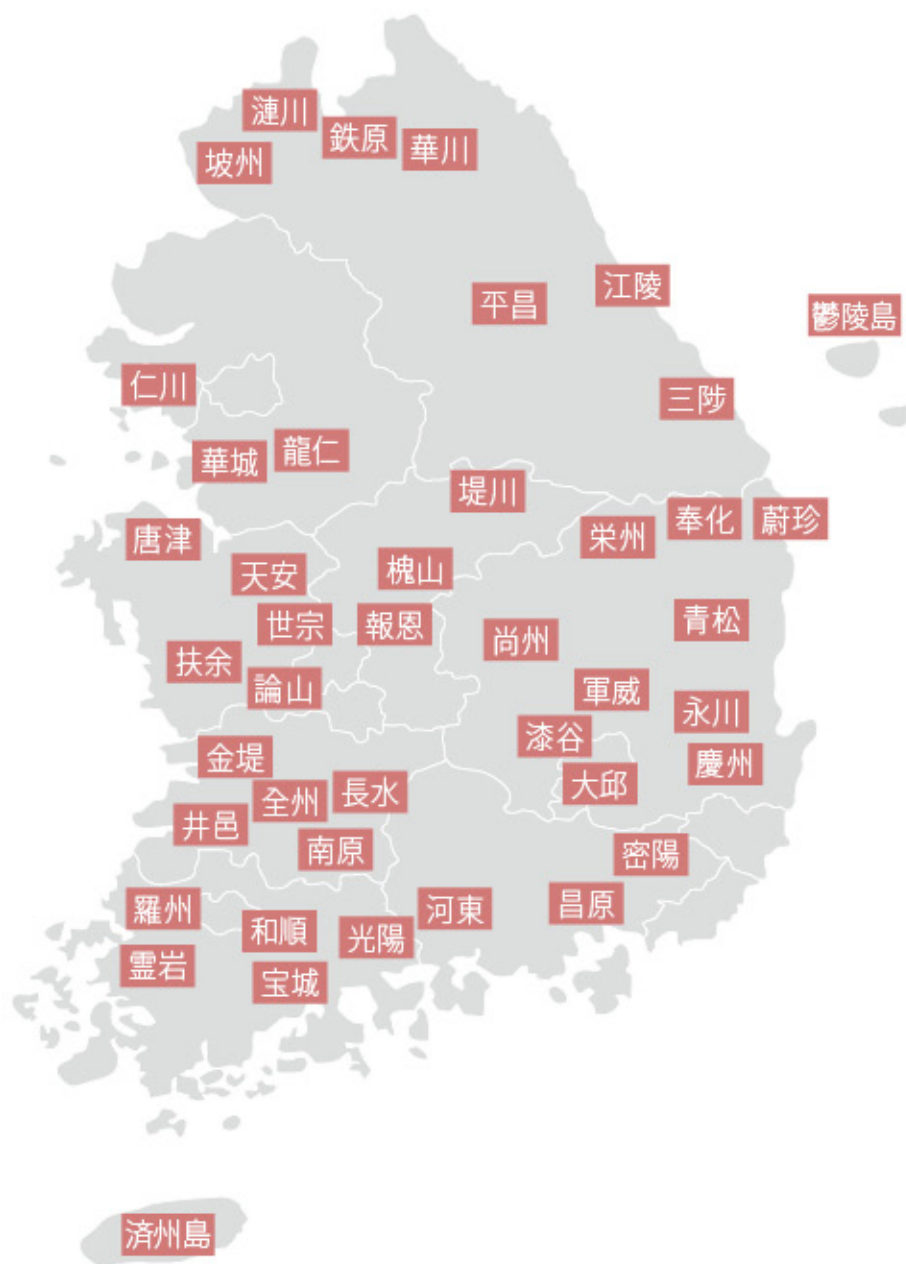 漣川
鉄原
華川
坡州
江陵
平昌
鬱陵島
仁川
三陟
龍仁
華城
堤川
奉化
蔚珍
栄州
唐津
天安
槐山
世宗
報恩
青松
尚州
扶余
論山
軍威
永川
漆谷
金堤
慶州
大邱
長水
全州
井邑
南原
密陽
羅州
河東
昌原
和順
光陽
霊岩
宝城
済州島